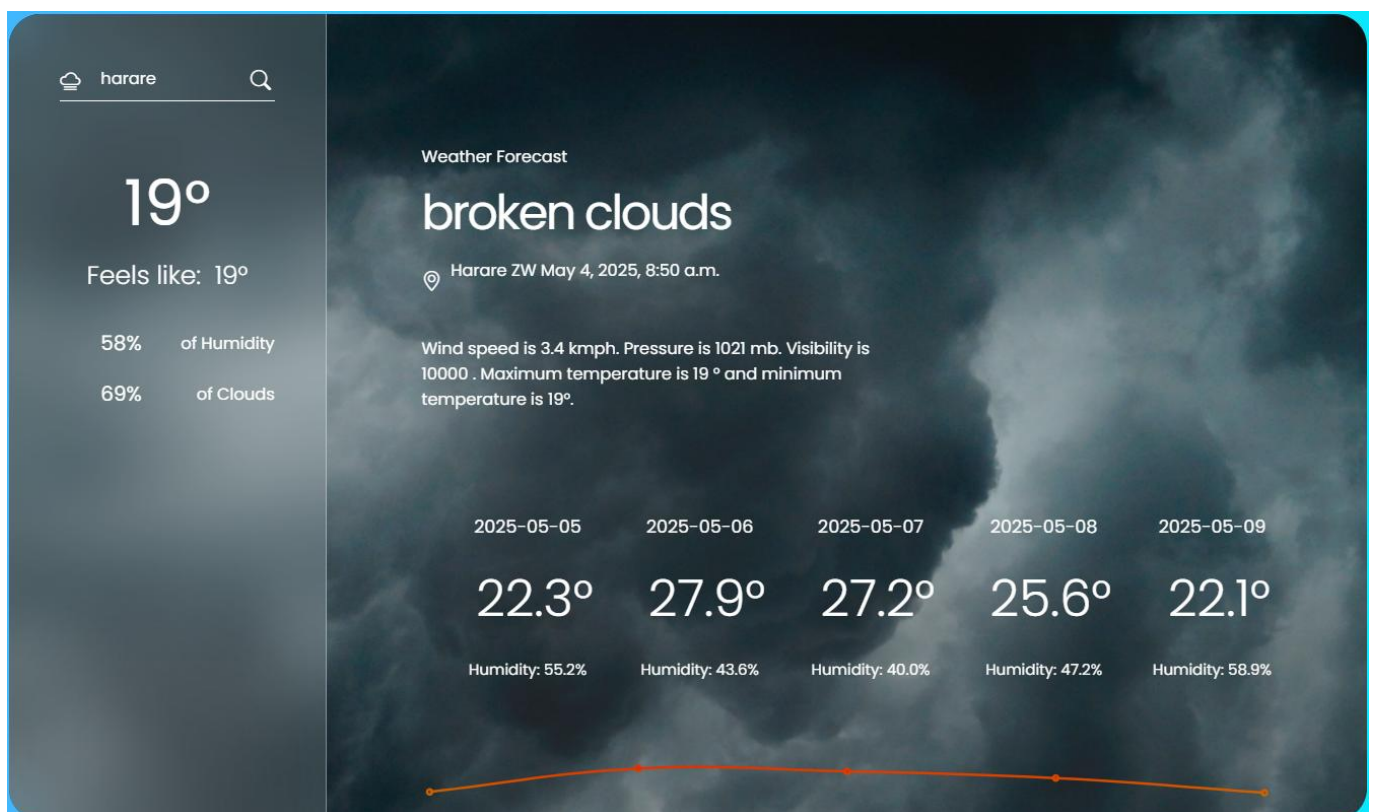 harare
19°
Feels like: 19°
58% of Humidity
69% of Clouds
Weather Forecast
broken clouds
Harare ZW May 4, 2025, 8:50 a.m.
Wind speed is 3.4 kmph. Pressure is 1021 mb. Visibility is
10000 . Maximum temperature is 19 ° and minimum
temperature is 19°.
2025-05-05 2025-05-06 2025-05-07 2025-05-08 2025-05-09
22.3° 27.9° 27.2° 25.6° 22.1°
Humidity: 55.2% Humidity: 43.6% Humidity: 40.0% Humidity: 47.2% Humidity: 58.9%